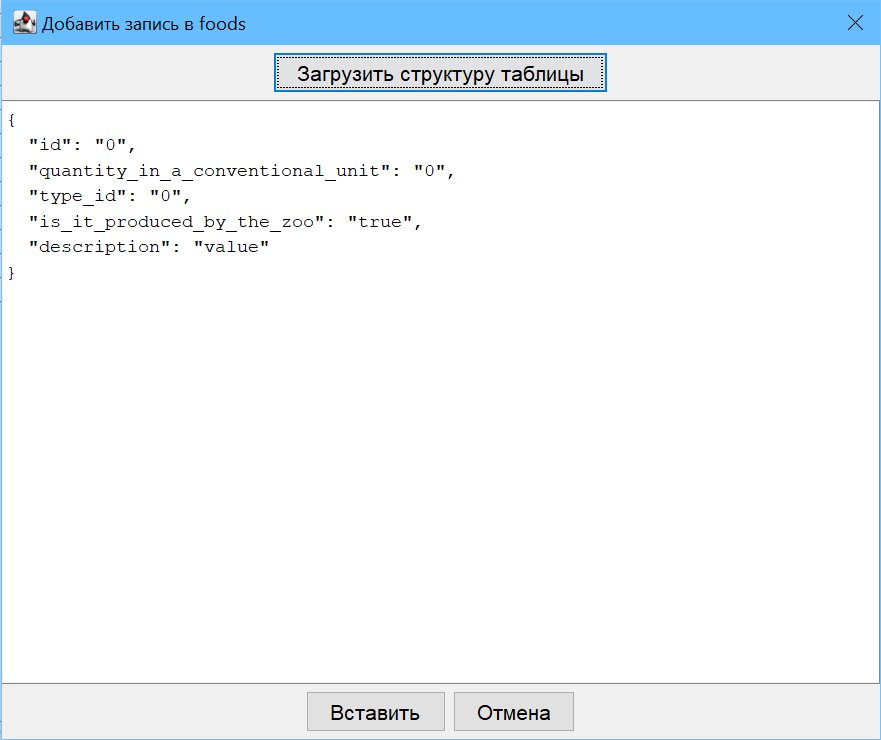 Добавить запись в foods
Загрузить структуру таблицы
{
  "id": "0",
  "quantity_in_a_conventional_unit": "0",
  "type_id": "0",
  "is_it_produced_by_the_zoo": "true",
  "description": "value"
}
Вставить Отмена